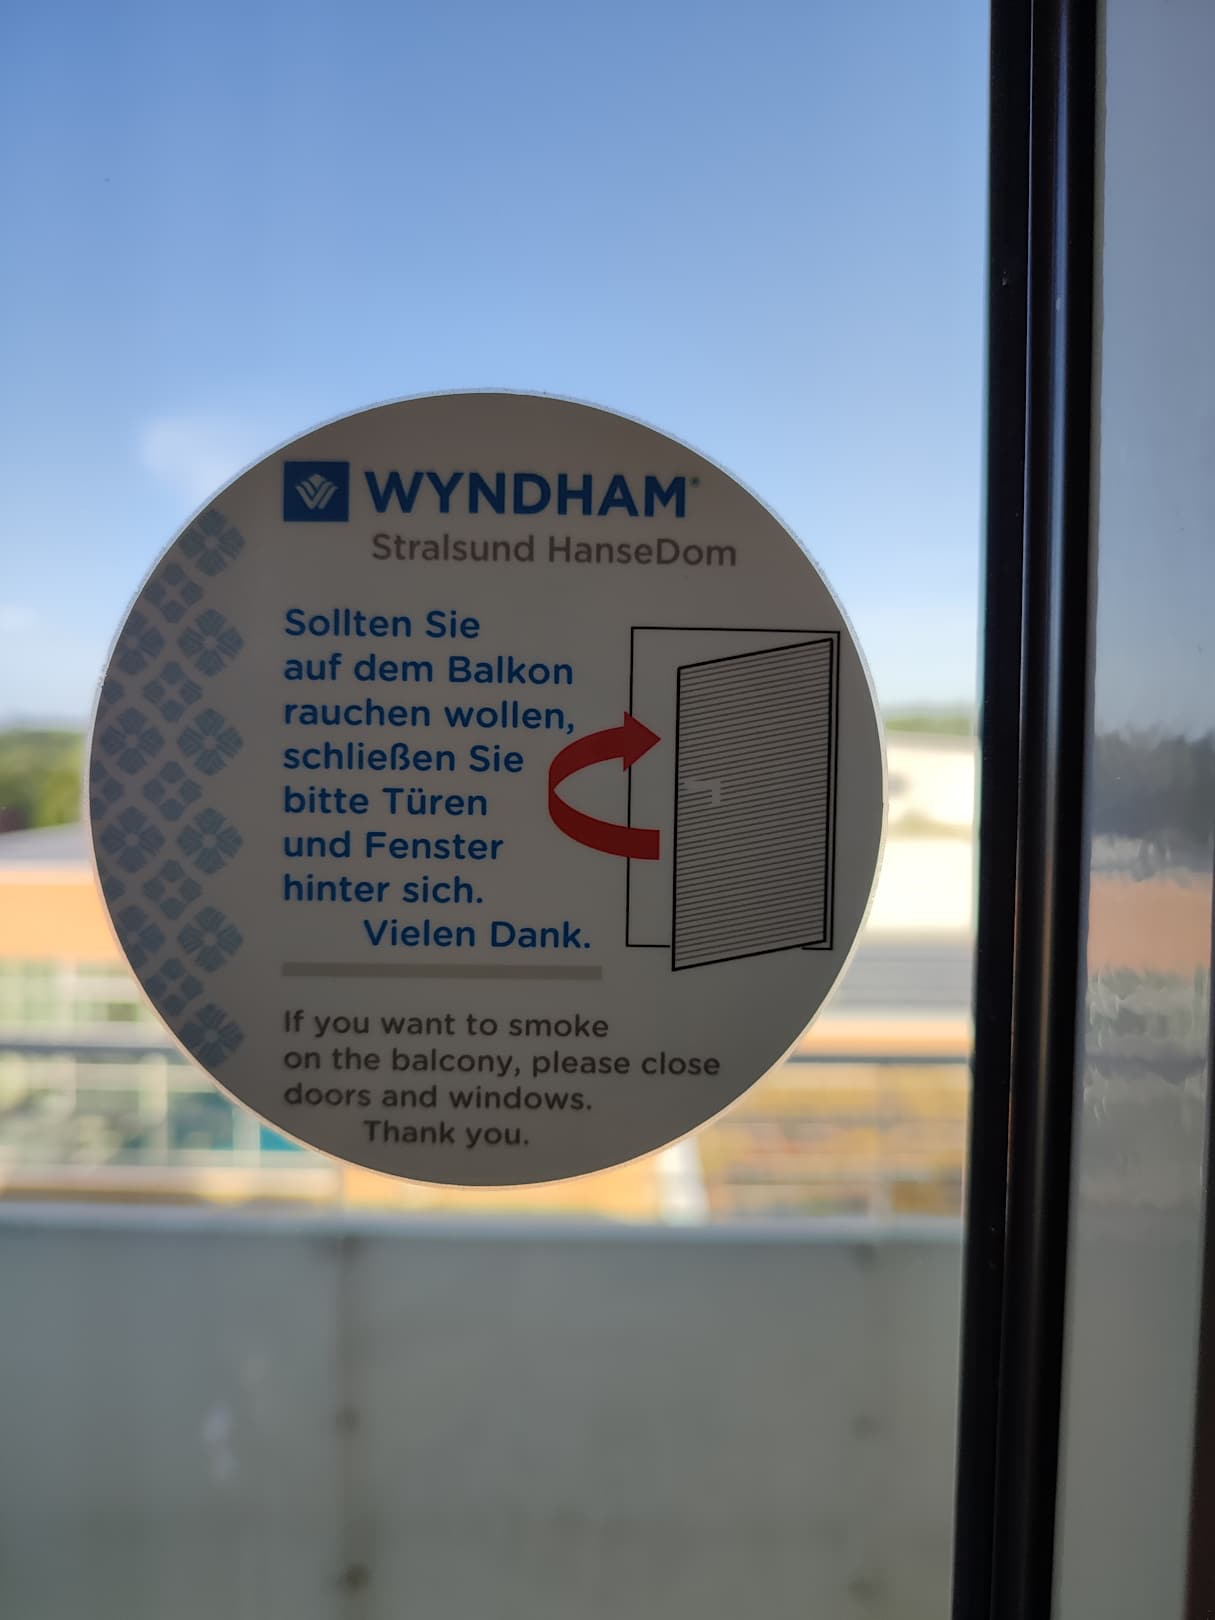 WYNDHAM®
Stralsund HanseDom
Sollten Sie
auf dem Balkon
rauchen wollen,
schließen Sie
bitte Türen
und Fenster
hinter sich.
Vielen Dank.
If you want to smoke
on the balcony, please close
doors and windows.
Thank you.